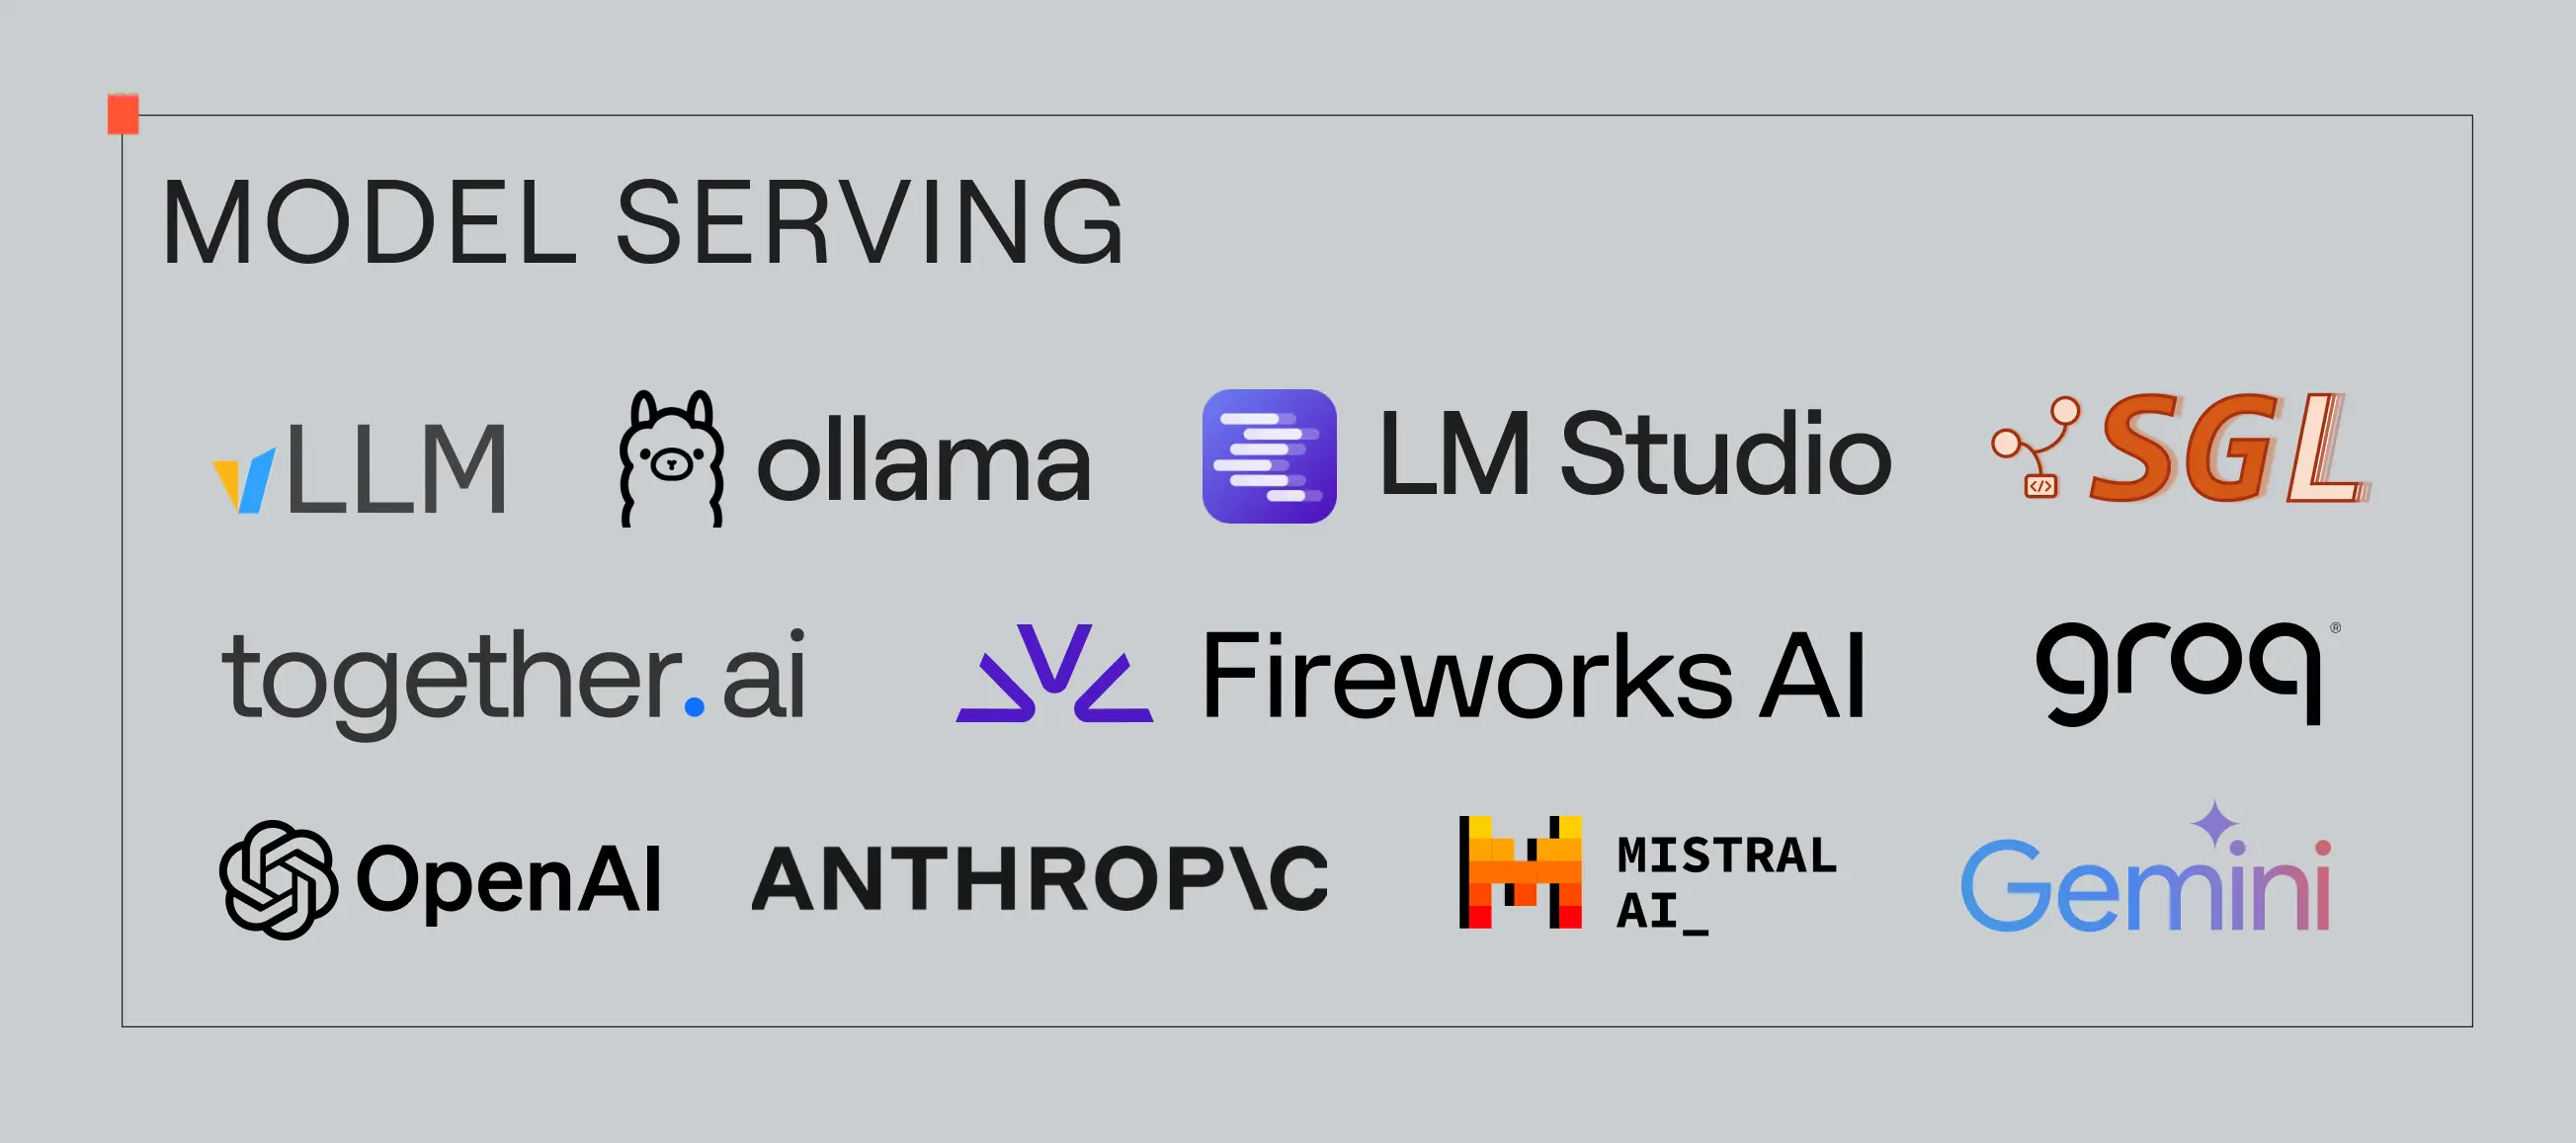 MODEL SERVING
vLLM
ollama
LM Studio
</>
SGL
together.ai
Fireworks AI
groq®
OpenAI
ANTHROP\C
MISTRAL
AI_
Gemini